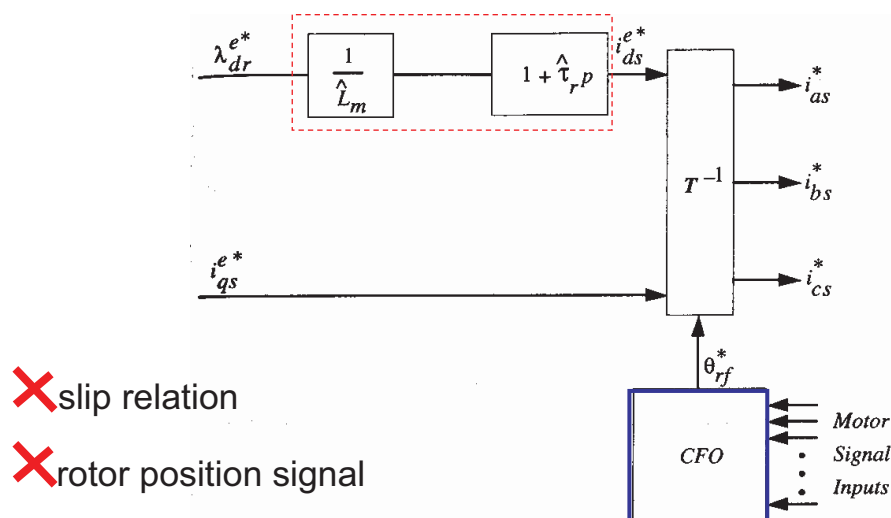 λ_dr^e*
1 / L̂_m
1 + τ̂_r p
i_ds^e*
i_as^*
T^-1
i_bs^*
i_qs^e*
i_cs^*
θ_rf^*
slip relation
rotor position signal
CFO
Motor
Signal
Inputs